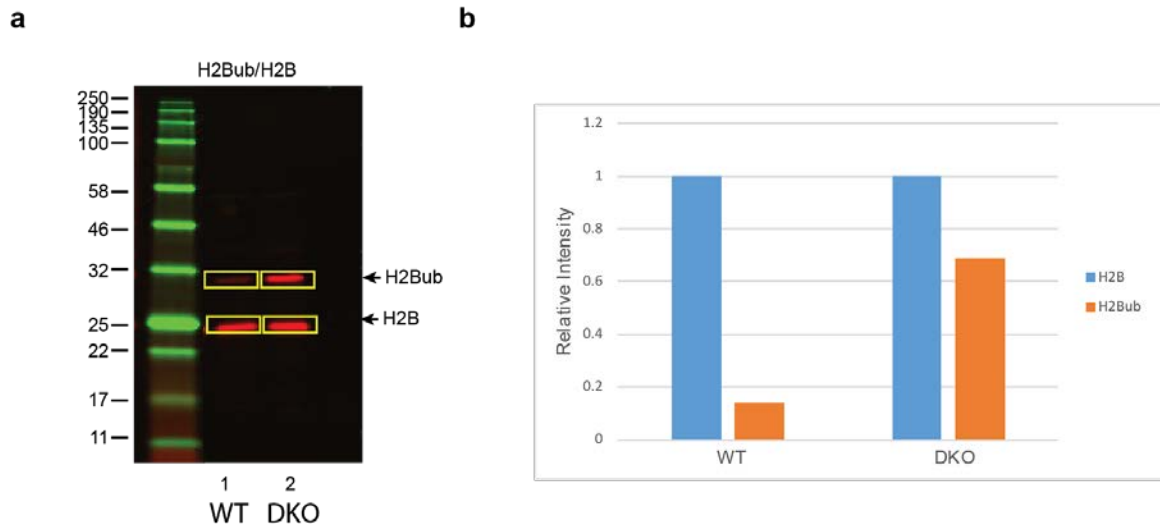 a
H2Bub/H2B
250
190
135
100
58
46
32
25
22
17
11
H2Bub
H2B
1 2
WT DKO
b
1.2
1
0.8
0.6
0.4
0.2
0
Relative Intensity
WT DKO
H2B
H2Bub